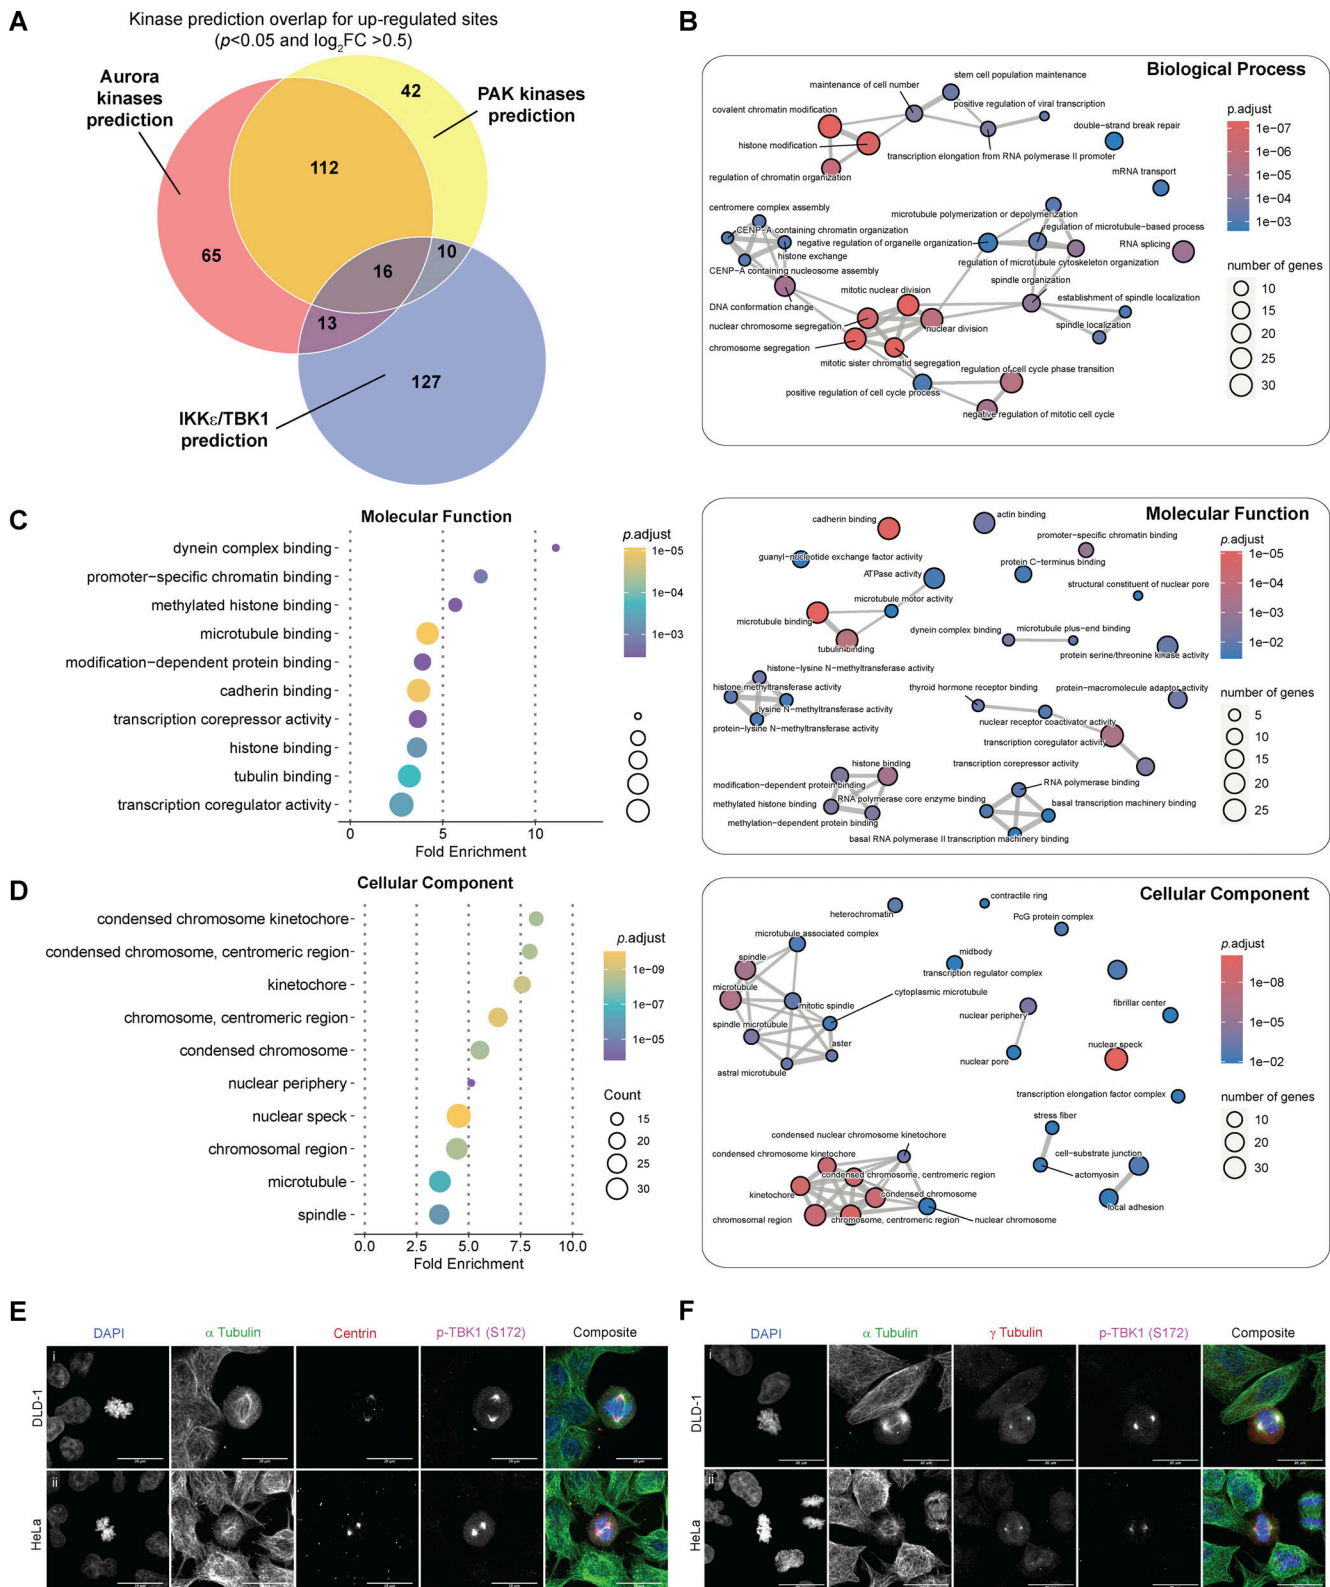 A
Kinase prediction overlap for up-regulated sites
(p<0.05 and log2FC >0.5)
Aurora
kinases
prediction
42
PAK kinases
prediction
112
65
10
16
13
127
IKKε/TBK1
prediction
B
Biological Process
stem cell population maintenance
maintenance of cell number
positive regulation of viral transcription
covalent chromatin modification
double-strand break repair
histone modification
transcription elongation from RNA polymerase II promoter
mRNA transport
regulation of chromatin organization
centromere complex assembly
microtubule polymerization or depolymerization
CENP-A containing chromatin organization
regulation of microtubule-based process
negative regulation of organelle organization
RNA splicing
histone exchange
regulation of microtubule cytoskeleton organization
CENP-A containing nucleosome assembly
spindle organization
mitotic nuclear division
establishment of spindle localization
DNA conformation change
nuclear chromosome segregation
nuclear division
spindle localization
chromosome segregation
mitotic sister chromatid segregation
regulation of cell cycle phase transition
positive regulation of cell cycle process
negative regulation of mitotic cell cycle
p.adjust
1e-07
1e-06
1e-05
1e-04
1e-03
number of genes
10
15
20
25
30
C
Molecular Function
dynein complex binding
promoter-specific chromatin binding
methylated histone binding
microtubule binding
modification-dependent protein binding
cadherin binding
transcription corepressor activity
histone binding
tubulin binding
transcription coregulator activity
0
5
10
Fold Enrichment
p.adjust
1e-05
1e-04
1e-03
Molecular Function
cadherin binding
actin binding
promoter-specific chromatin binding
guanyl-nucleotide exchange factor activity
protein C-terminus binding
ATPase activity
structural constituent of nuclear pore
microtubule motor activity
microtubule binding
dynein complex binding
microtubule plus-end binding
tubulin binding
protein serine/threonine kinase activity
histone-lysine N-methyltransferase activity
histone methyltransferase activity
thyroid hormone receptor binding
protein-macromolecule adaptor activity
lysine N-methyltransferase activity
nuclear receptor coactivator activity
protein-lysine N-methyltransferase activity
transcription coregulator activity
histone binding
transcription corepressor activity
modification-dependent protein binding
RNA polymerase binding
RNA polymerase core enzyme binding
methylated histone binding
basal transcription machinery binding
methylation-dependent protein binding
basal RNA polymerase II transcription machinery binding
p.adjust
1e-05
1e-04
1e-03
1e-02
number of genes
5
10
15
20
25
D
Cellular Component
condensed chromosome kinetochore
condensed chromosome, centromeric region
kinetochore
chromosome, centromeric region
condensed chromosome
nuclear periphery
nuclear speck
chromosomal region
microtubule
spindle
0.0
2.5
5.0
7.5
10.0
Fold Enrichment
p.adjust
1e-09
1e-07
1e-05
Count
15
20
25
30
Cellular Component
contractile ring
heterochromatin
PcG protein complex
microtubule associated complex
spindle
midbody
transcription regulator complex
microtubule
cytoplasmic microtubule
mitotic spindle
fibrillar center
nuclear periphery
spindle microtubule
aster
nuclear speck
nuclear pore
astral microtubule
transcription elongation factor complex
stress fiber
condensed nuclear chromosome kinetochore
condensed chromosome kinetochore
cell-substrate junction
condensed chromosome, centromeric region
actomyosin
kinetochore
condensed chromosome
focal adhesion
chromosomal region
chromosome, centromeric region
nuclear chromosome
p.adjust
1e-08
1e-05
1e-02
number of genes
10
20
30
E
DAPI
α Tubulin
Centrin
p-TBK1 (S172)
Composite
i
DLD-1
ii
HeLa
F
DAPI
α Tubulin
γ Tubulin
p-TBK1 (S172)
Composite
i
DLD-1
ii
HeLa